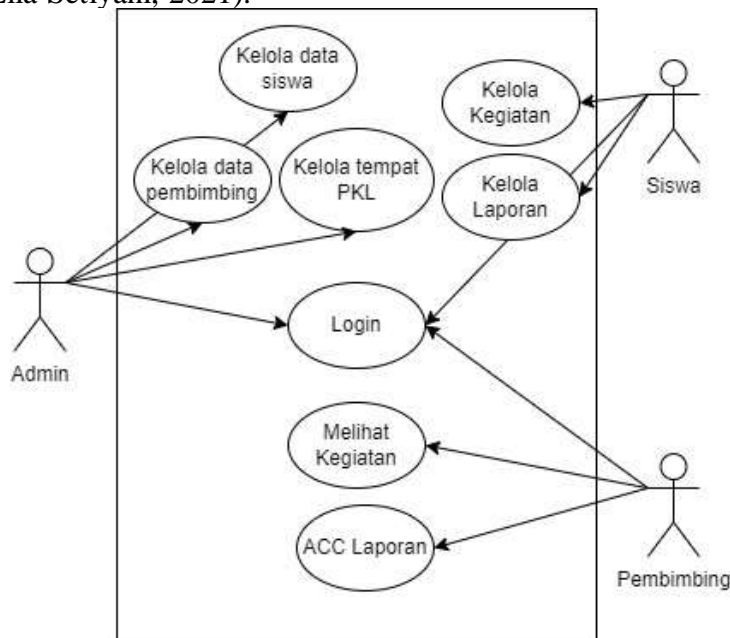 2021).
Kelola data
siswa
Kelola
Kegiatan
Siswa
Kelola data
pembimbing
Kelola tempat
PKL
Kelola
Laporan
Admin
Login
Melihat
Kegiatan
ACC Laporan
Pembimbing